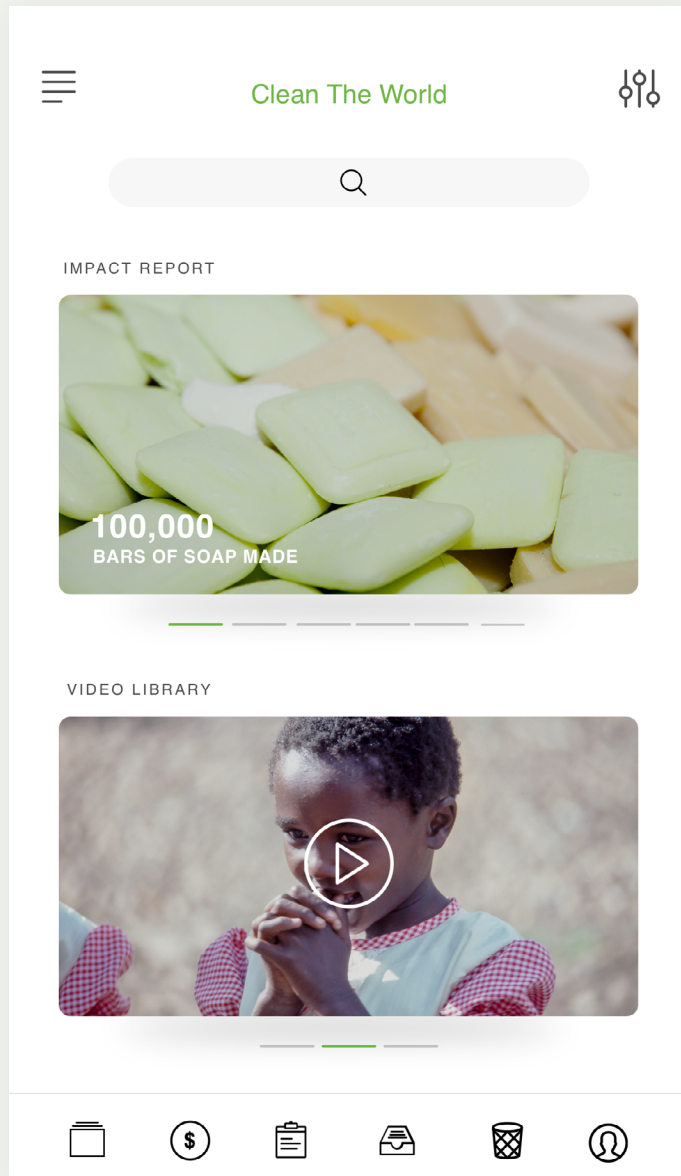 Clean The World
IMPACT REPORT
100,000
BARS OF SOAP MADE
VIDEO LIBRARY
$